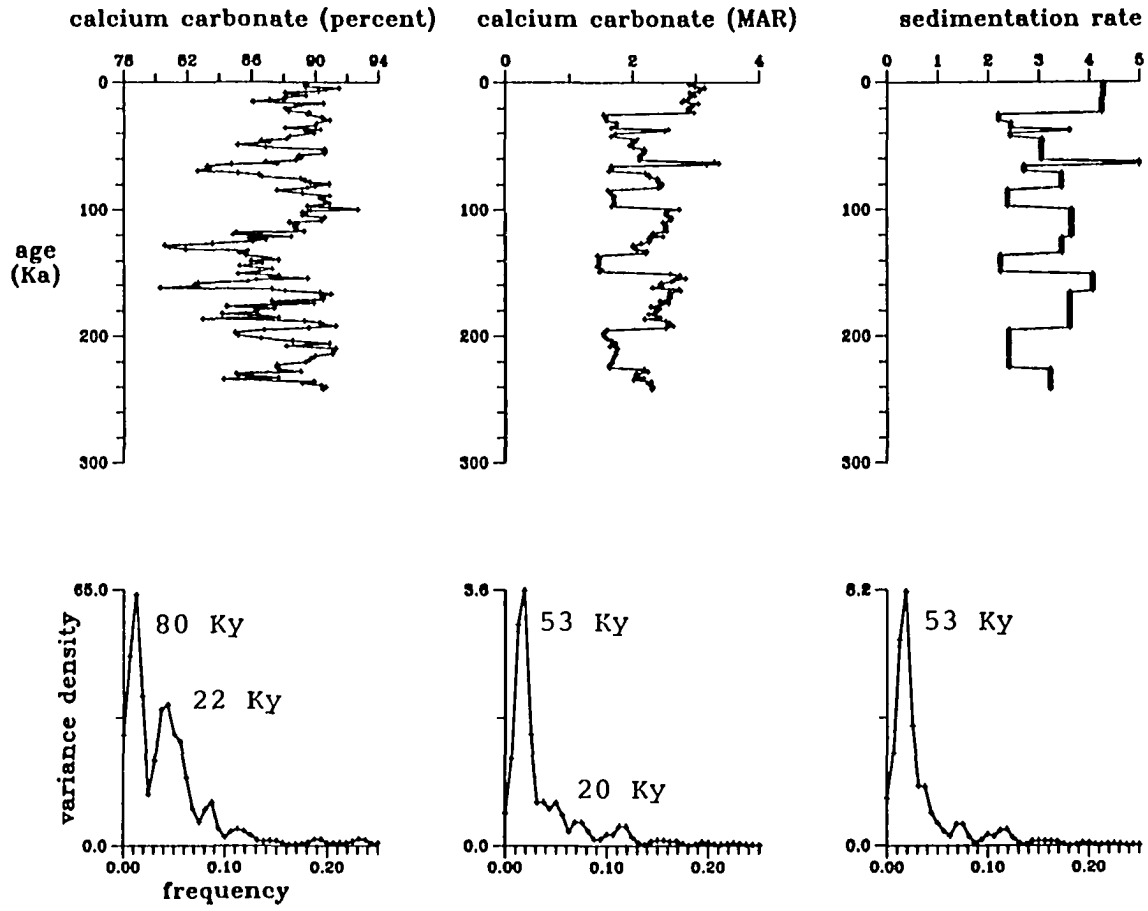 calcium carbonate (percent) calcium carbonate (MAR) sedimentation rate
78 82 86 90 94 0 2 4 0 1 2 3 4 5
0 0 0
100 100 100
age
(Ka)
200 200 200
300 300 300
65.0 3.6 8.2
80 Ky 53 Ky 53 Ky
22 Ky
20 Ky
variance density
0.0 0.0 0.0
0.00 0.10 0.20 0.00 0.10 0.20 0.00 0.10 0.20
frequency